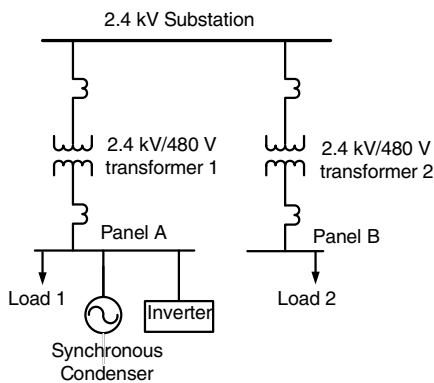 2.4 kV Substation
2.4 kV/480 V
transformer 1
2.4 kV/480 V
transformer 2
Panel A
Panel B
Load 1
Inverter
Load 2
Synchronous
Condenser